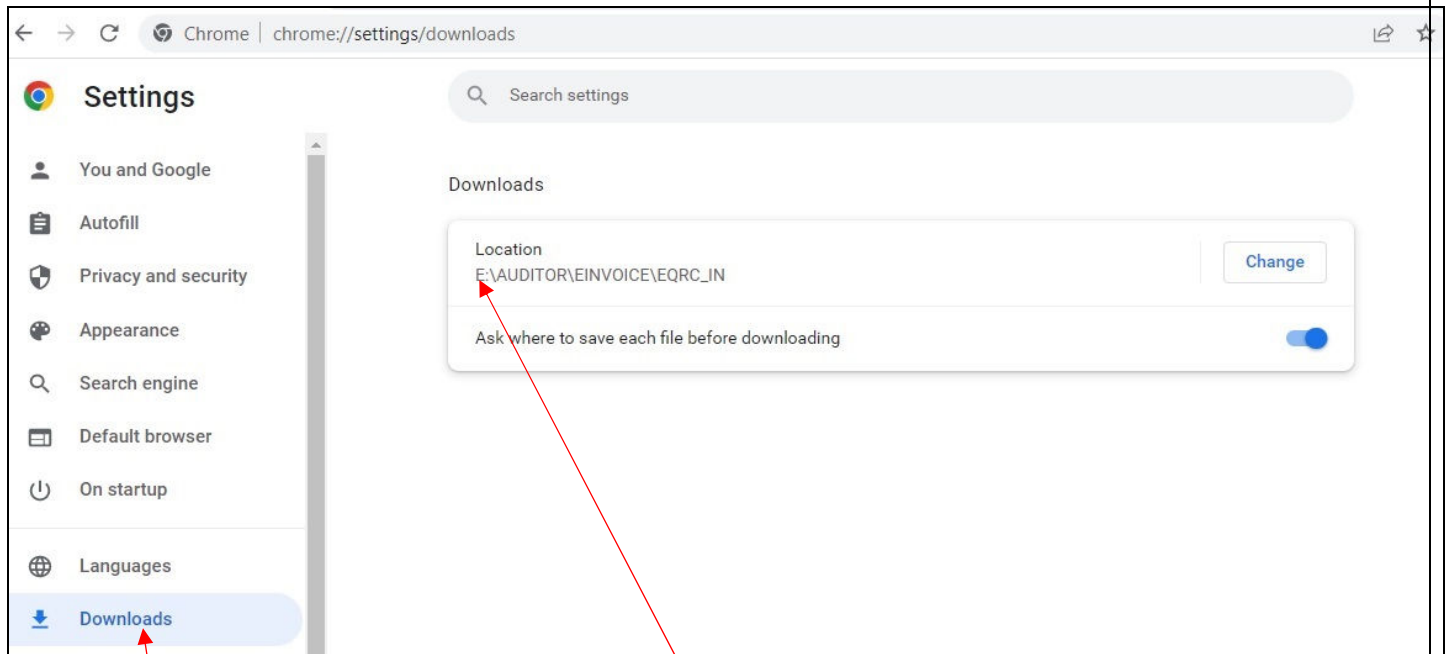 Chrome | chrome://settings/downloads
Settings
Search settings
You and Google
Autofill
Privacy and security
Appearance
Search engine
Default browser
On startup
Languages
Downloads
Downloads
Location
E:\AUDITOR\EINVOICE\EQRC_IN
Change
Ask where to save each file before downloading